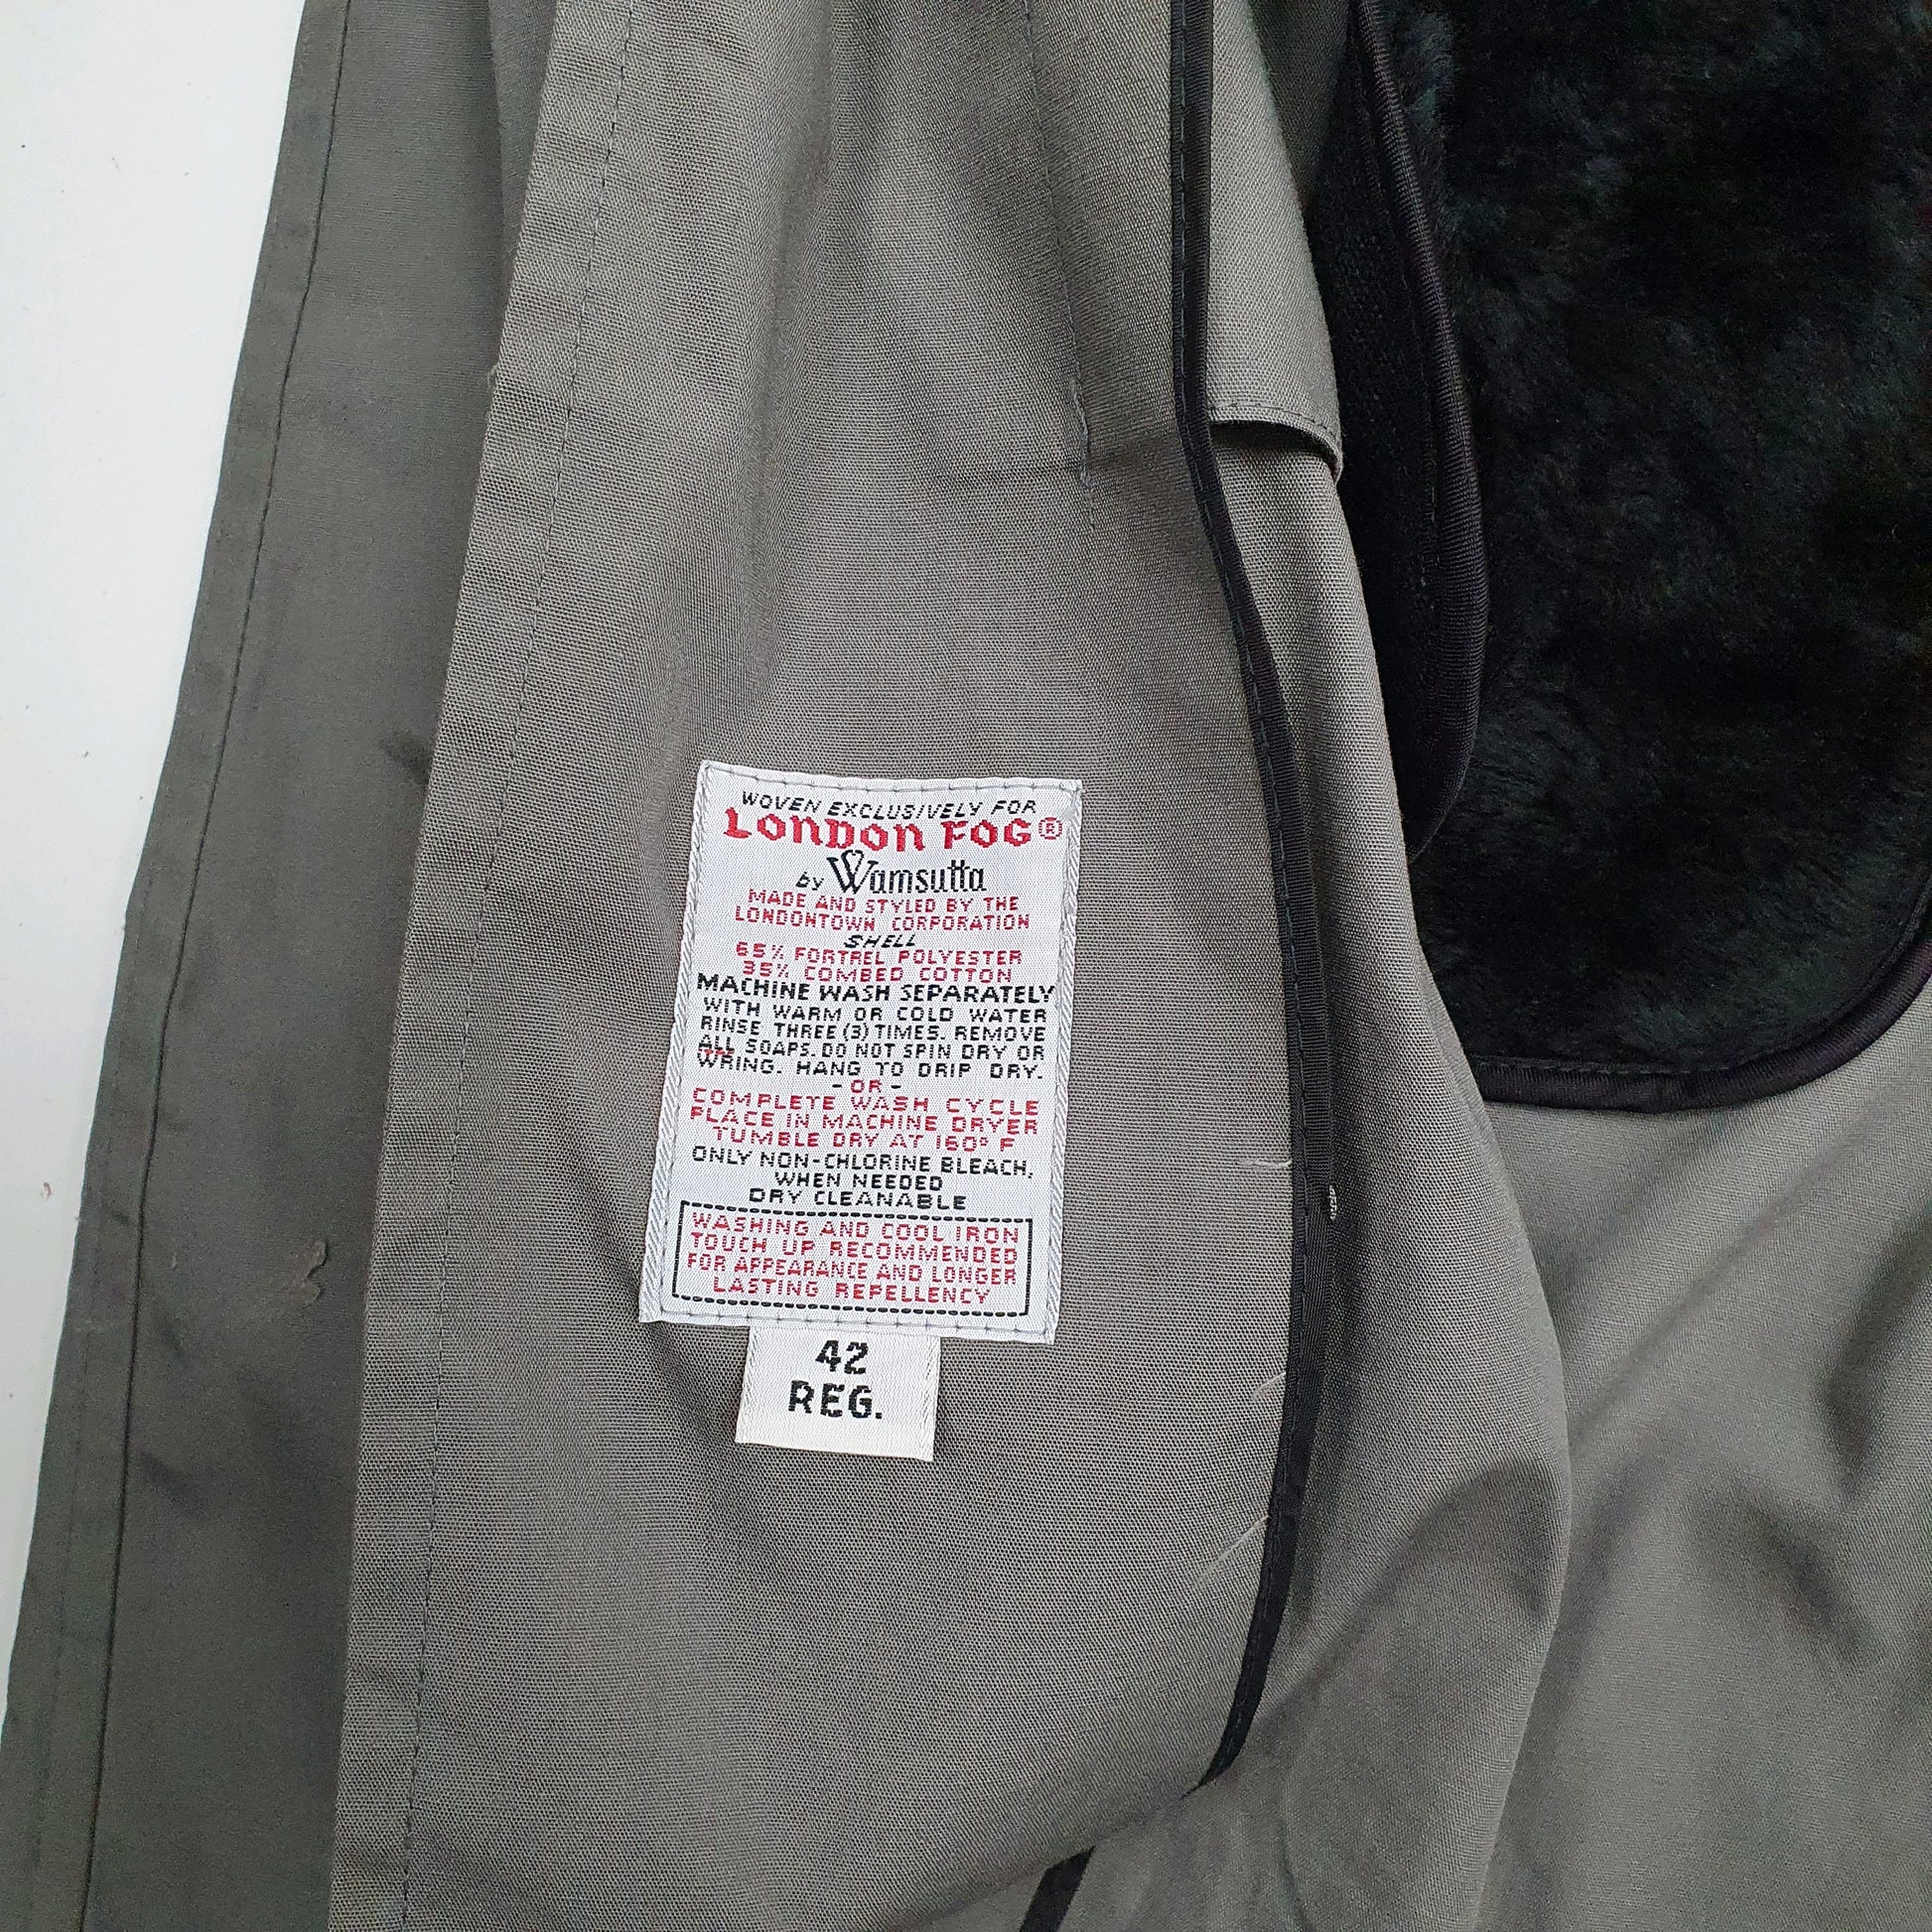 WOVEN EXCLUSIVELY FOR
LONDON FOG®
by Wamsutta
MADE AND STYLED BY THE
LONDONTOWN CORPORATION
SHELL
65% FORTREL POLYESTER
35% COMBED COTTON
MACHINE WASH SEPARATELY
WITH WARM OR COLD WATER
RINSE THREE (3) TIMES. REMOVE
ALL SOAPS. DO NOT SPIN DRY OR
WRING. HANG TO DRIP DRY.
- OR -
COMPLETE WASH CYCLE
PLACE IN MACHINE DRYER
TUMBLE DRY AT 160° F
ONLY NON-CHLORINE BLEACH,
WHEN NEEDED
DRY CLEANABLE
WASHING AND COOL IRON
TOUCH UP RECOMMENDED
FOR APPEARANCE AND LONGER
LASTING REPELLENCY
42
REG.